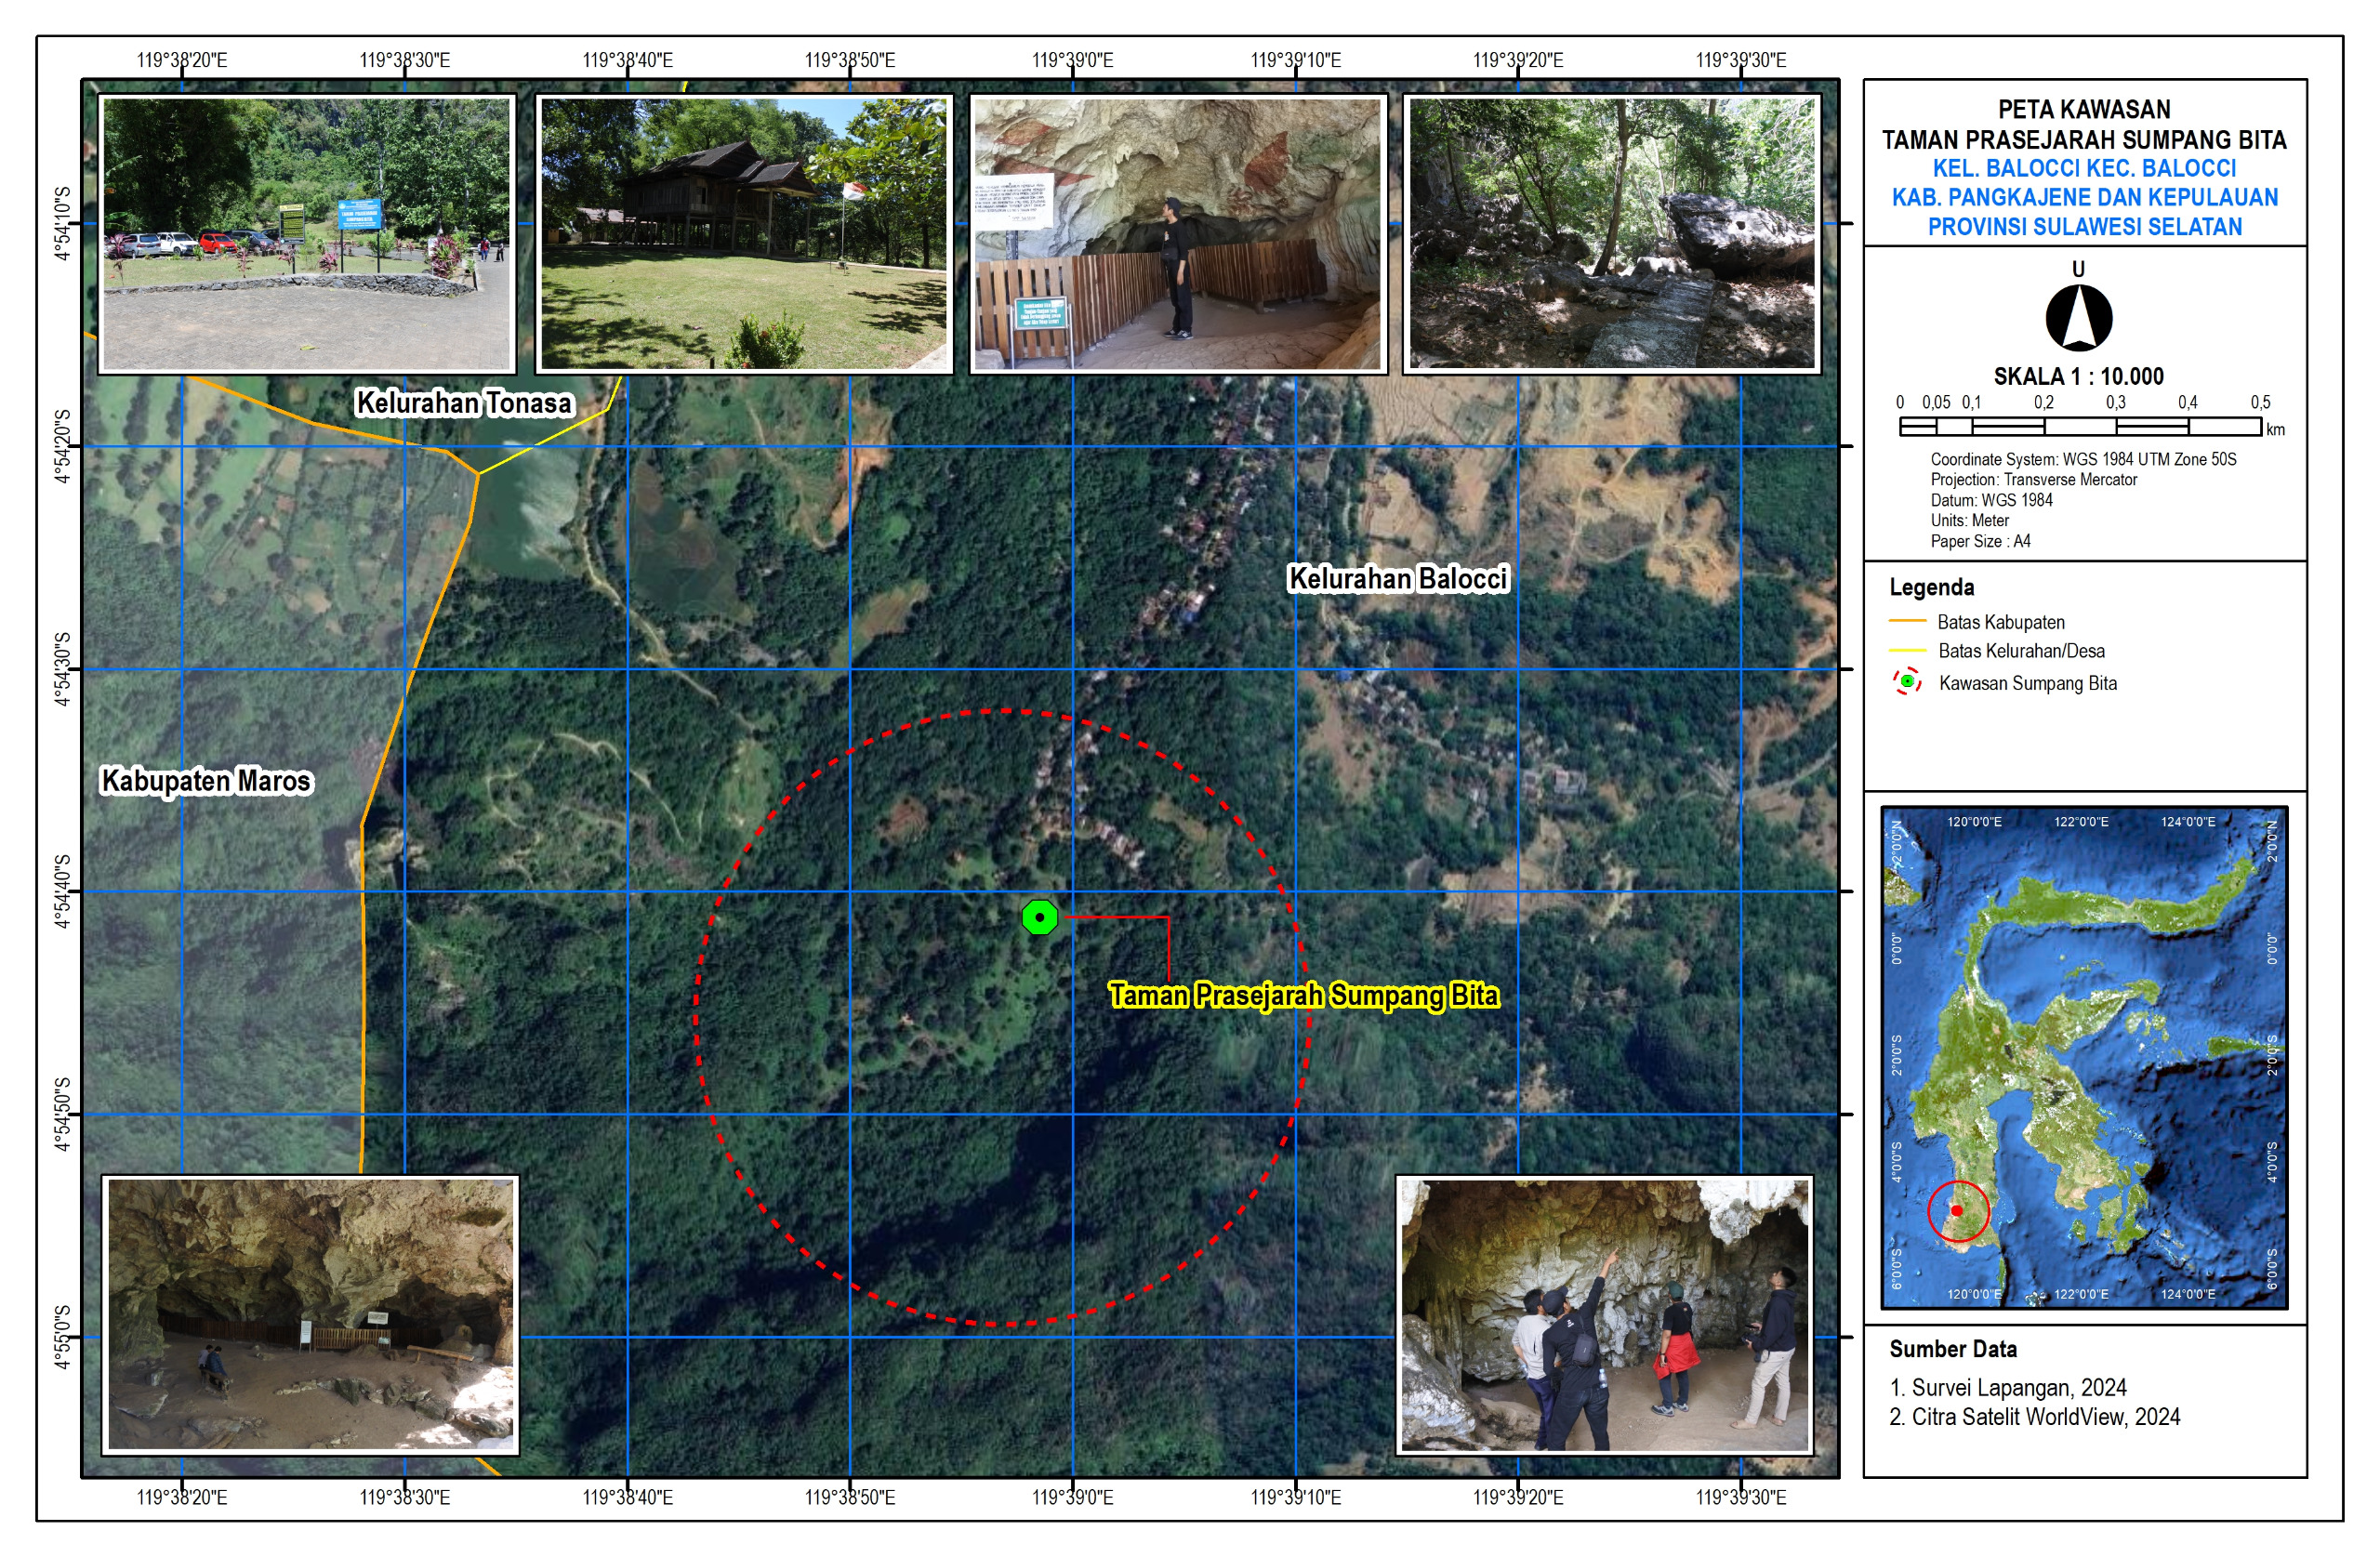 119°38'20"E 119°38'30"E 119°38'40"E 119°38'50"E 119°39'0"E 119°39'10"E 119°39'20"E 119°39'30"E
4°54'10"S
4°54'20"S
4°54'30"S
4°54'40"S
4°54'50"S
4°55'0"S
TAMAN PRASEJARAH
Kelurahan Tonasa
Kelurahan Balocci
Kabupaten Maros
Taman Prasejarah Sumpang Bita
119°38'20"E 119°38'30"E 119°38'40"E 119°38'50"E 119°39'0"E 119°39'10"E 119°39'20"E 119°39'30"E
PETA KAWASAN
TAMAN PRASEJARAH SUMPANG BITA
KEL. BALOCCI KEC. BALOCCI
KAB. PANGKAJENE DAN KEPULAUAN
PROVINSI SULAWESI SELATAN
U
SKALA 1 : 10.000
0 0,05 0,1 0,2 0,3 0,4 0,5
km
Coordinate System: WGS 1984 UTM Zone 50S
Projection: Transverse Mercator
Datum: WGS 1984
Units: Meter
Paper Size : A4
Legenda
Batas Kabupaten
Batas Kelurahan/Desa
Kawasan Sumpang Bita
120°0'0"E 122°0'0"E 124°0'0"E
2°0'0"N 2°0'0"N
0°0'0" 0°0'0"
2°0'0"S 2°0'0"S
4°0'0"S 4°0'0"S
6°0'0"S 6°0'0"S
120°0'0"E 122°0'0"E 124°0'0"E
Sumber Data
1. Survei Lapangan, 2024
2. Citra Satelit WorldView, 2024